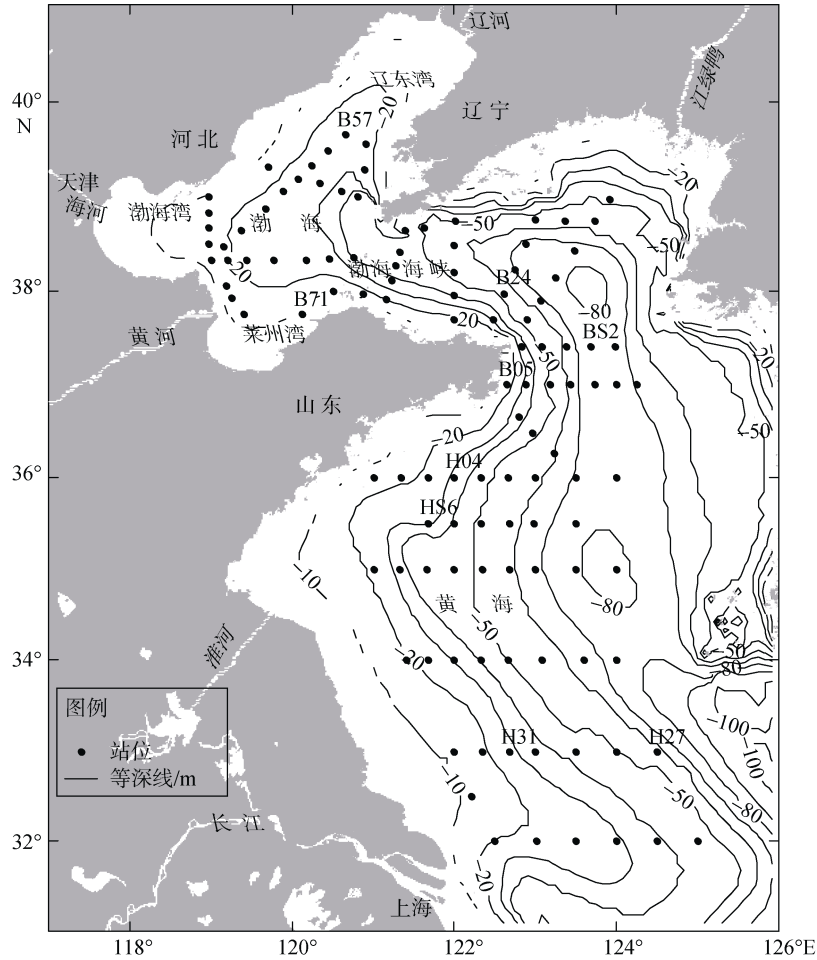 辽河
江绿鸭
辽东湾
40°
N
-20
辽宁
B57
河北
-20
天津
海河
渤海湾
渤 海
-50
-50
渤海 海峡
20
B24
38°
B71
-80
20
BS2
黄河
莱州湾
50
20
B05
山东
-50
-20
36°
H04
HS6
-10
-80
黄 海
-50
淮河
-20
-50
34°
80
图例
-100
站位
H31
H27
-100
等深线/m
-10
-50
-80
32°
长江
-20
上海
118°
120°
122°
124°
126°E